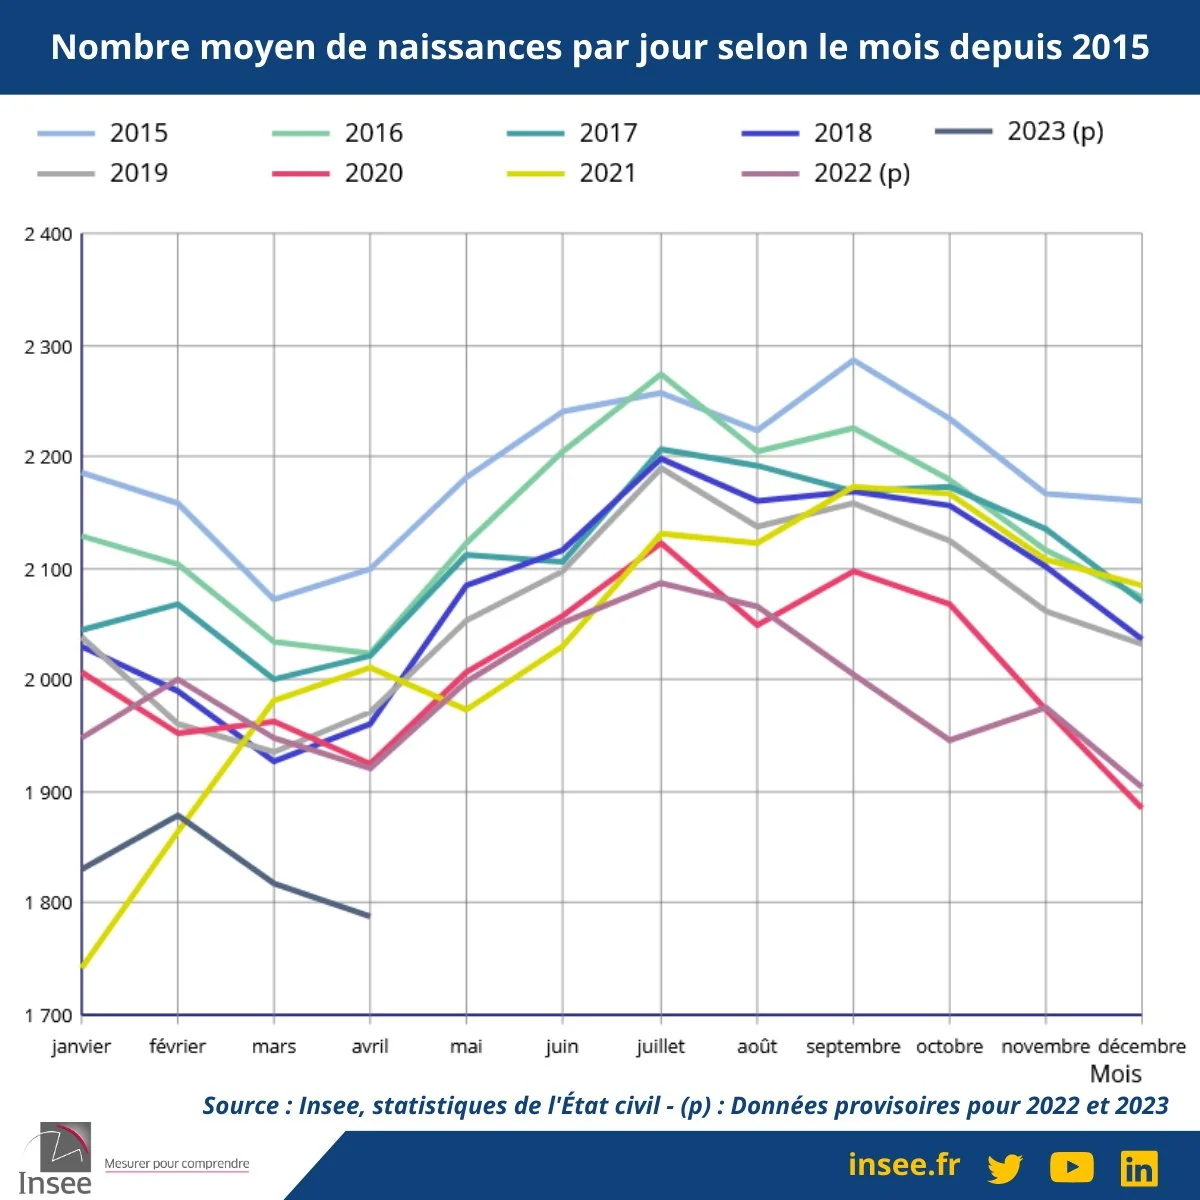 Nombre moyen de naissances par jour selon le mois depuis 2015
2015 2016 2017 2018 2023 (p)
2019 2020 2021 2022 (p)
2 400
2 300
2 200
2 100
2 000
1 900
1 800
1 700
janvier février mars avril mai juin juillet août septembre octobre novembre décembre
Mois
Source : Insee, statistiques de l'État civil - (p) : Données provisoires pour 2022 et 2023
Insee
Mesurer pour comprendre
insee.fr